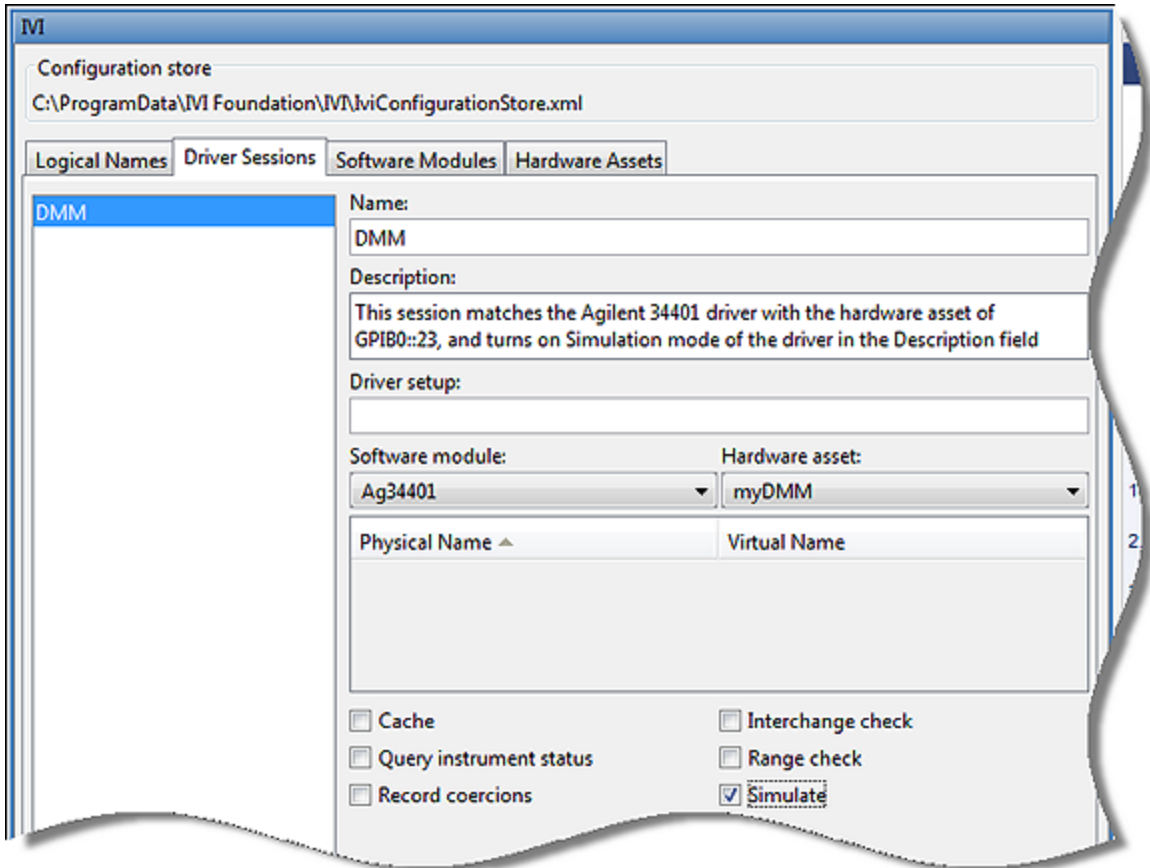 IVI
Configuration store
C:\ProgramData\IVI Foundation\IVI\IviConfigurationStore.xml
Logical Names Driver Sessions Software Modules Hardware Assets
DMM
Name:
DMM
Description:
This session matches the Agilent 34401 driver with the hardware asset of
GPIB0::23, and turns on Simulation mode of the driver in the Description field
Driver setup:
Software module: Hardware asset:
Ag34401 myDMM
Physical Name Virtual Name
Cache Interchange check
Query instrument status Range check
Record coercions Simulate